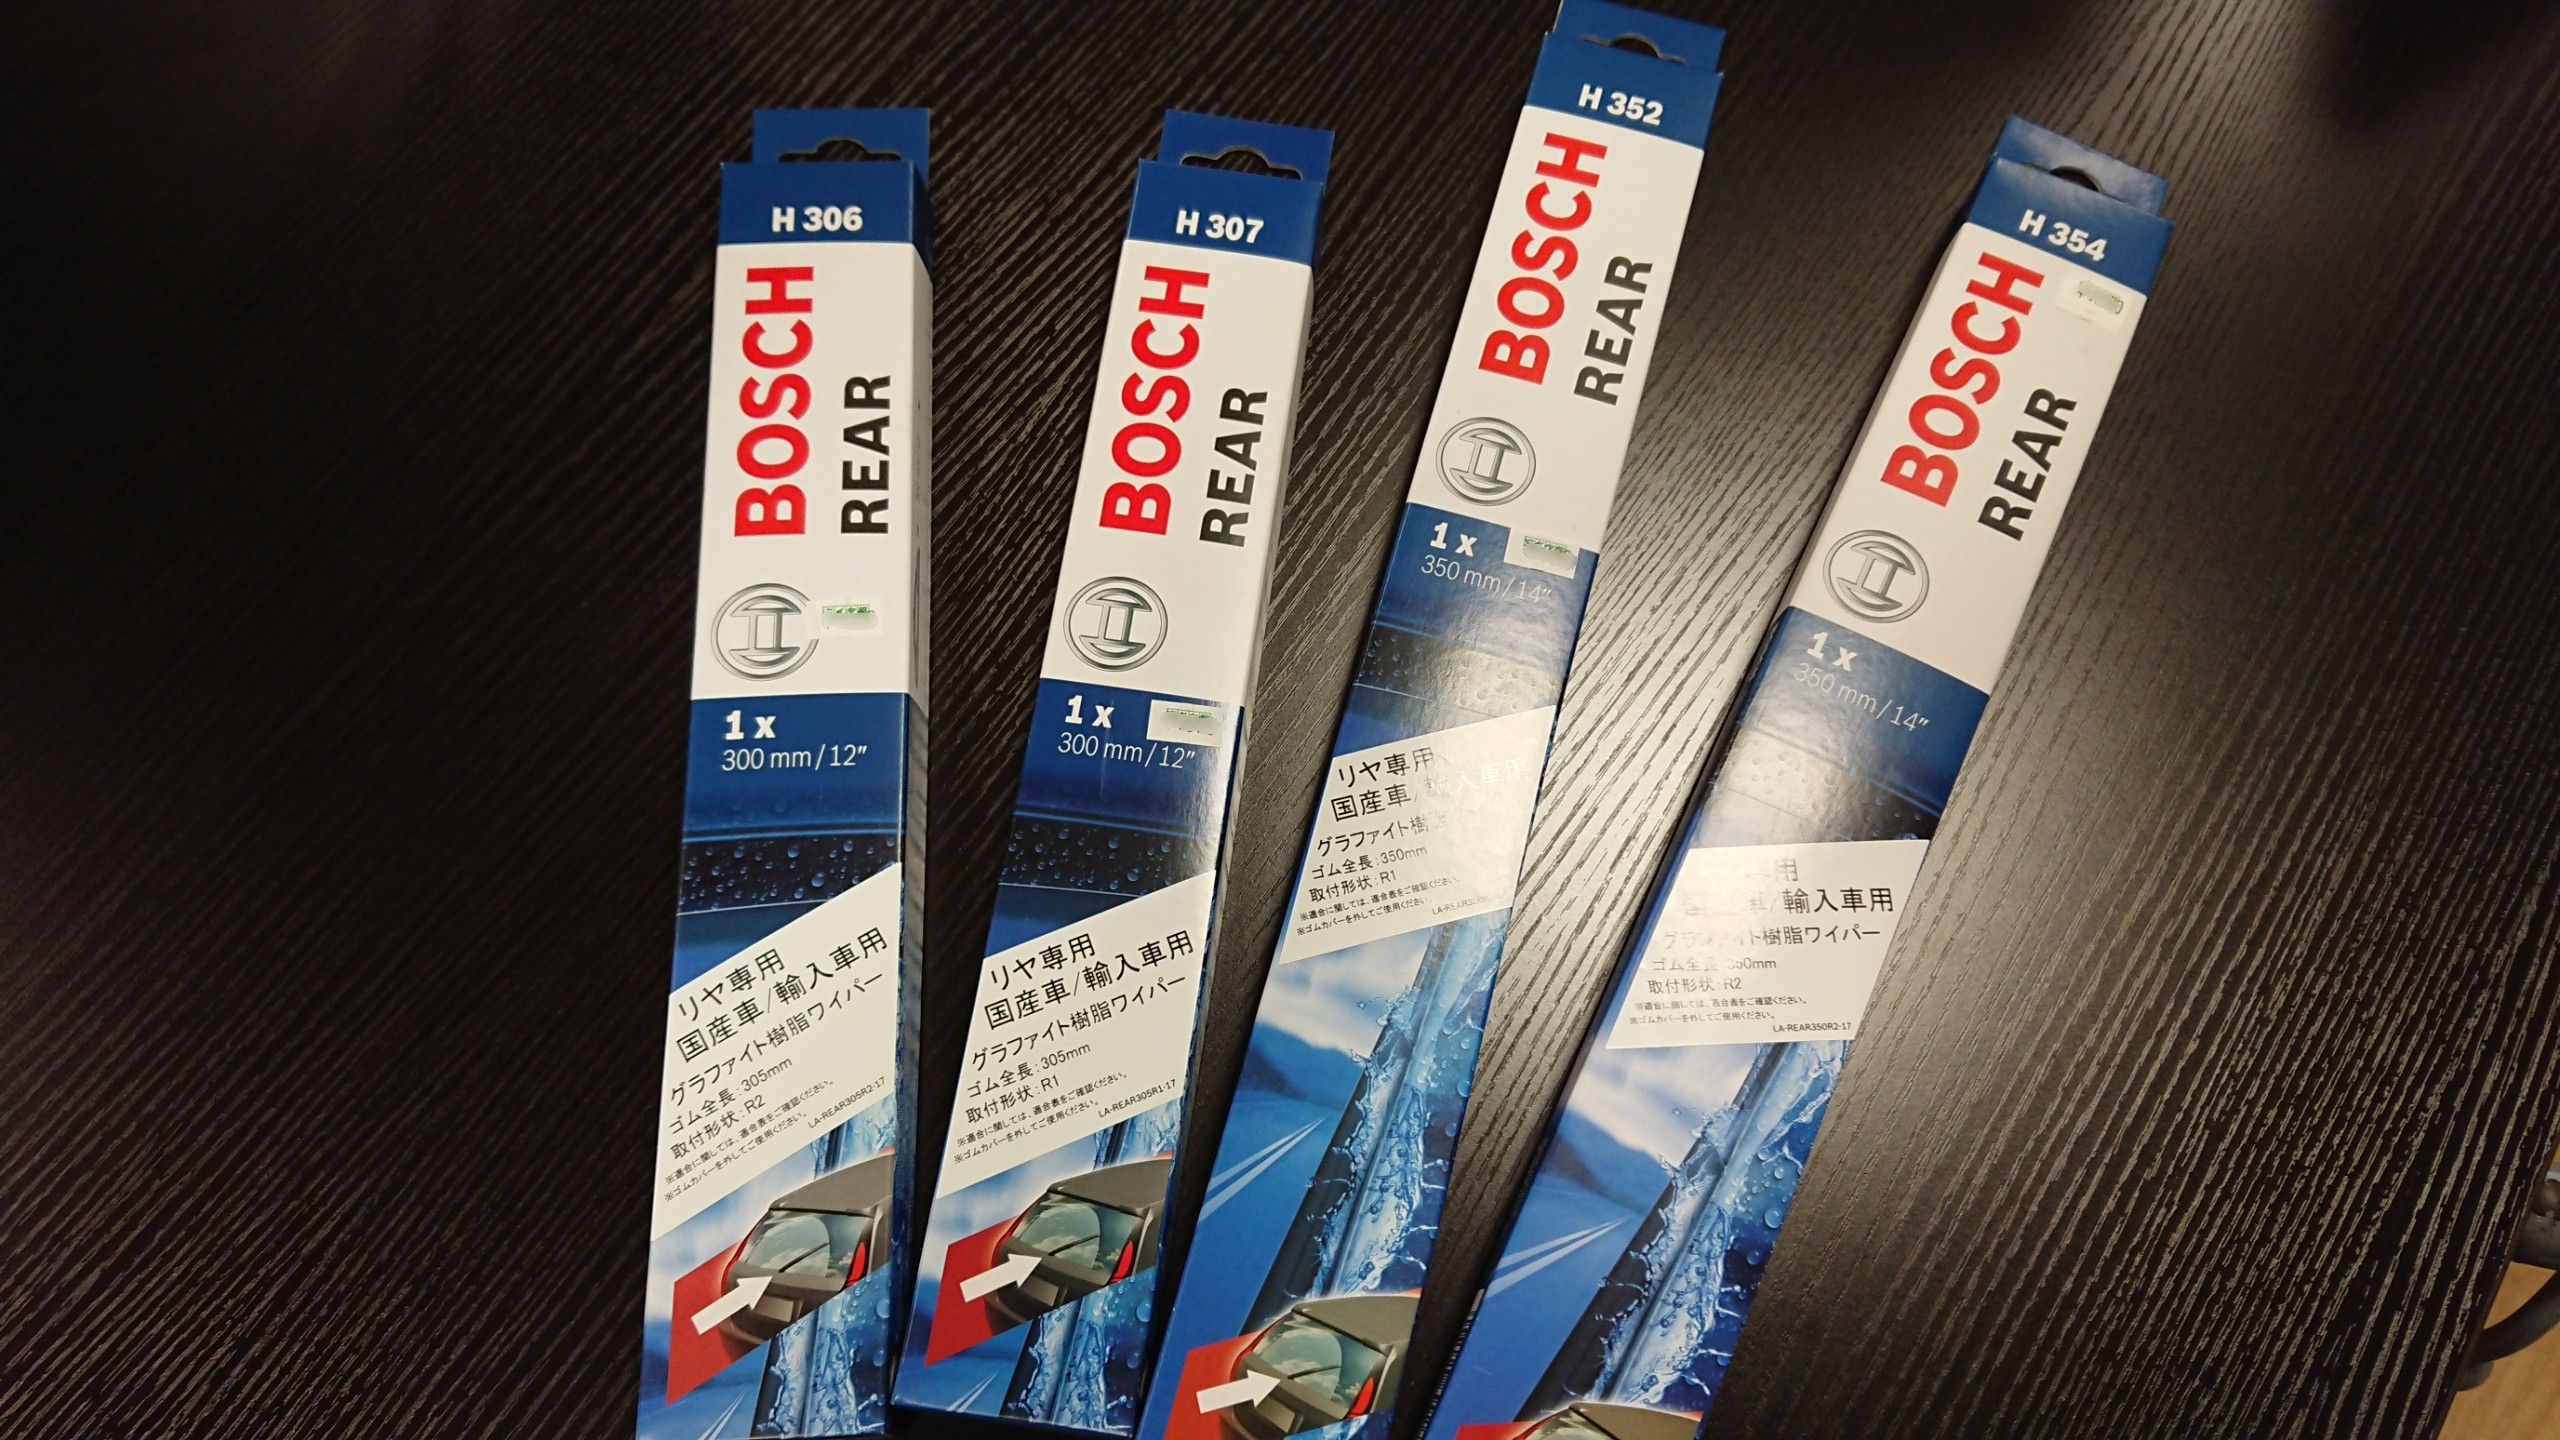 H 306
BOSCH
REAR
1 x
300 mm/12"
リヤ専用
国産車/輸入車用
グラファイト樹脂ワイパー
ゴム全長:305mm
取付形状:R2
※適合に関しては、適合表をご確認ください。
※ゴムカバーを外してご使用ください。
LA-REAR305R2-17
H 307
BOSCH
REAR
1 x
300 mm/12"
リヤ専用
国産車/輸入車用
グラファイト樹脂ワイパー
ゴム全長:305mm
取付形状:R1
※適合に関しては、適合表をご確認ください。
※ゴムカバーを外してご使用ください。
LA-REAR305R1-17
H 352
BOSCH
REAR
1 x
350 mm/14"
リヤ専用
国産車/輸入車用
グラファイト樹
ゴム全長:350mm
取付形状:R1
※適合に関しては、適合表をご確認ください。
※ゴムカバーを外してご使用ください。
H 354
BOSCH
REAR
1 x
350 mm/14"
用
車/輸入車用
グラファイト樹脂ワイパー
ゴム全長:350mm
取付形状:R2
※適合に関しては、適合表をご確認ください。
※ゴムカバーを外してご使用ください。
LA-REAR350R2-17